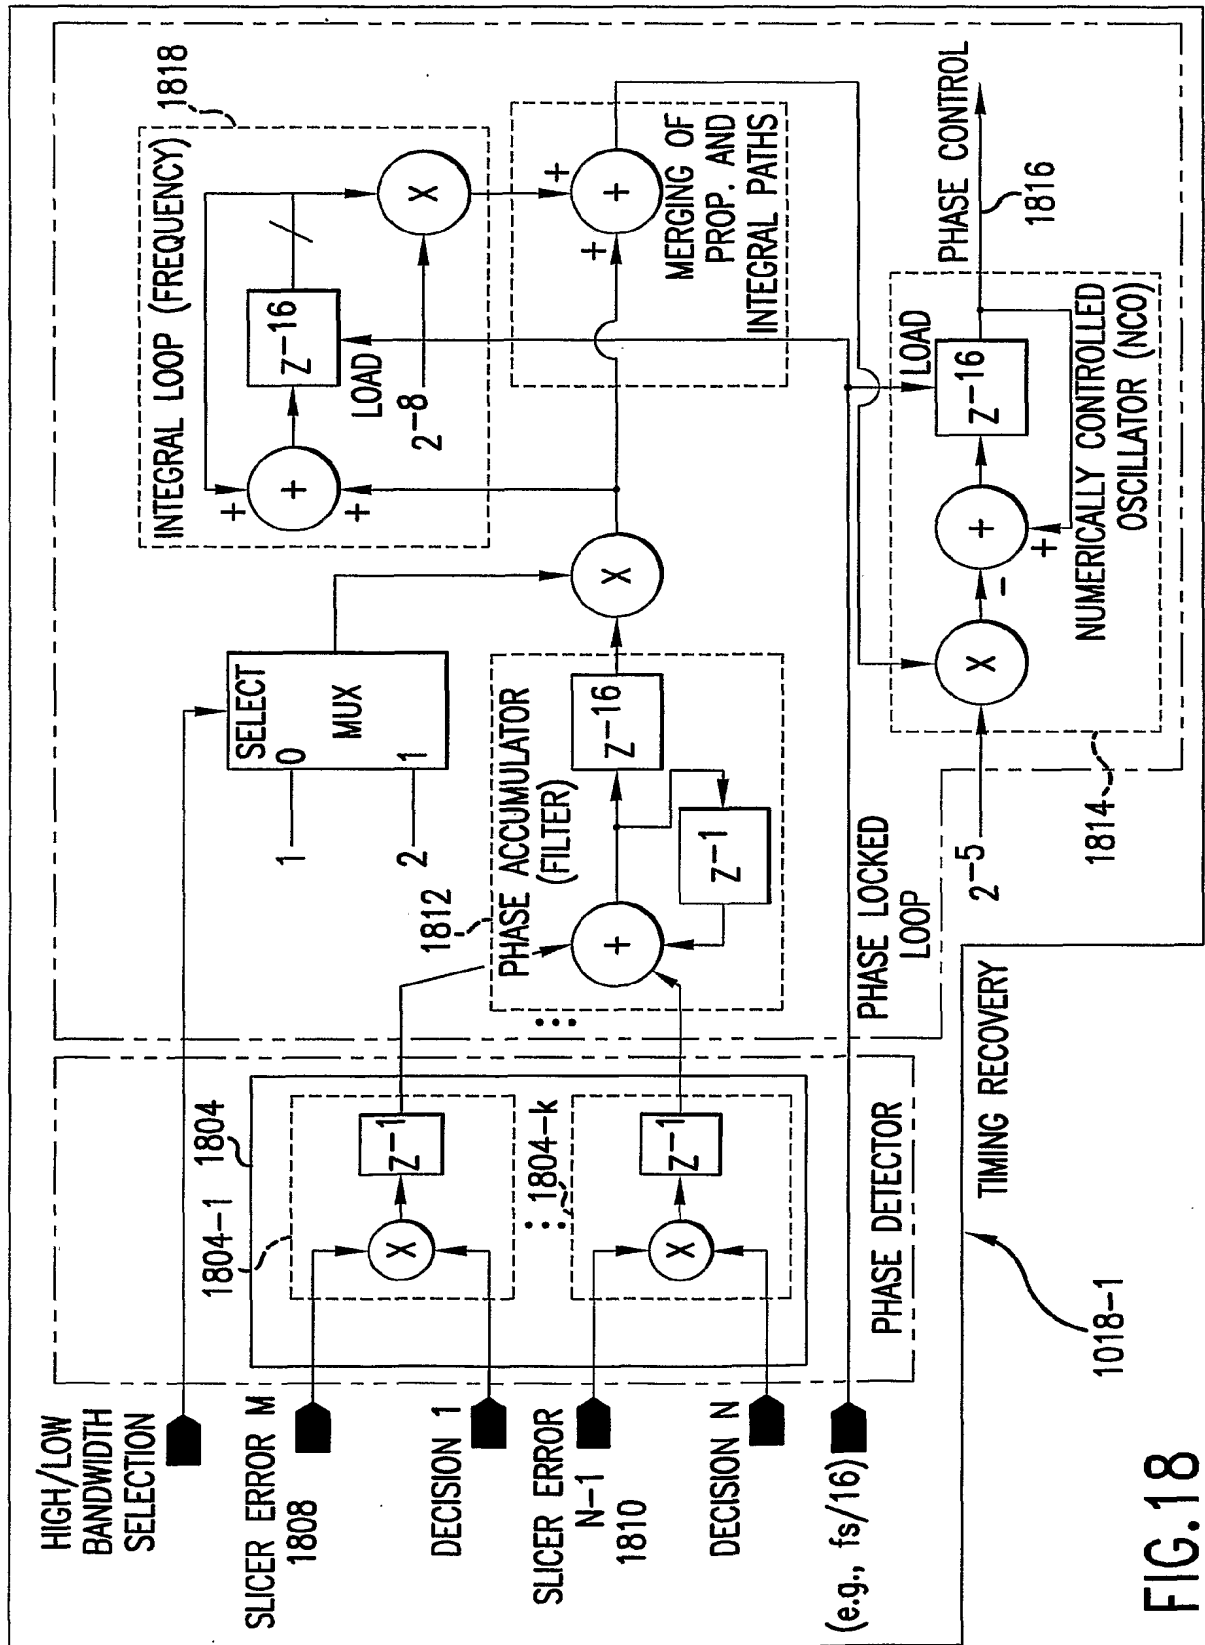 HIGH/LOW
BANDWIDTH
SELECTION
SLICER ERROR M
1808
DECISION 1
SLICER ERROR
N-1
1810
DECISION N
(e.g., fs/16)
1804
1804-1
X
Z-1
1804-k
X
Z-1
PHASE DETECTOR
SELECT
0
MUX
1
1
2
1812
PHASE ACCUMULATOR
(FILTER)
+
Z-16
Z-1
X
INTEGRAL LOOP (FREQUENCY)
1818
+
+
+
Z-16
LOAD
2-8
X
+
+
+
MERGING OF
PROP. AND
INTEGRAL PATHS
PHASE LOCKED
LOOP
2-5
1814
X
-
+
+
Z-16
LOAD
NUMERICALLY CONTROLLED
OSCILLATOR (NCO)
PHASE CONTROL
1816
TIMING RECOVERY
1018-1
FIG.18